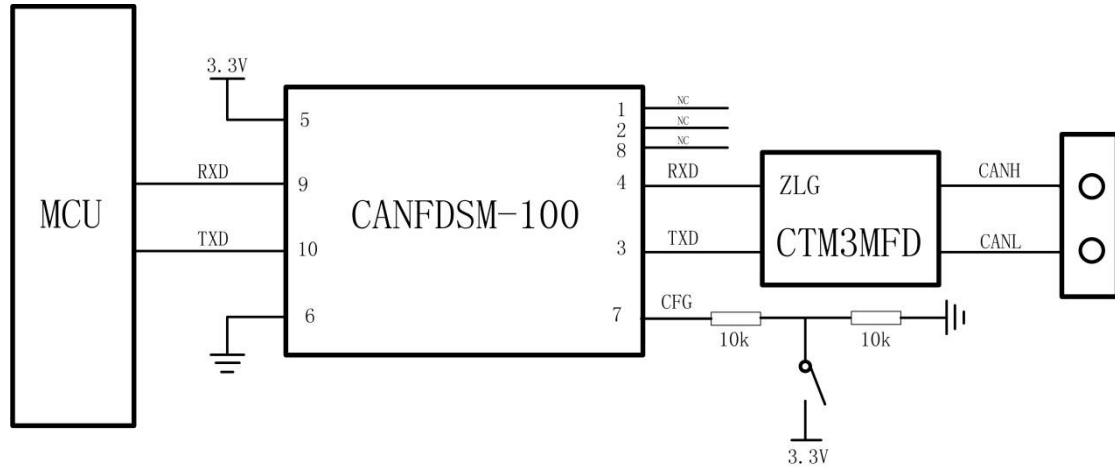 MCU
3.3V
RXD
TXD
5
9
10
6
CANFDSM-100
1
2
8
4
3
7
NC
NC
NC
RXD
TXD
CFG
10k
10k
3.3V
ZLG
CTM3MFD
CANH
CANL